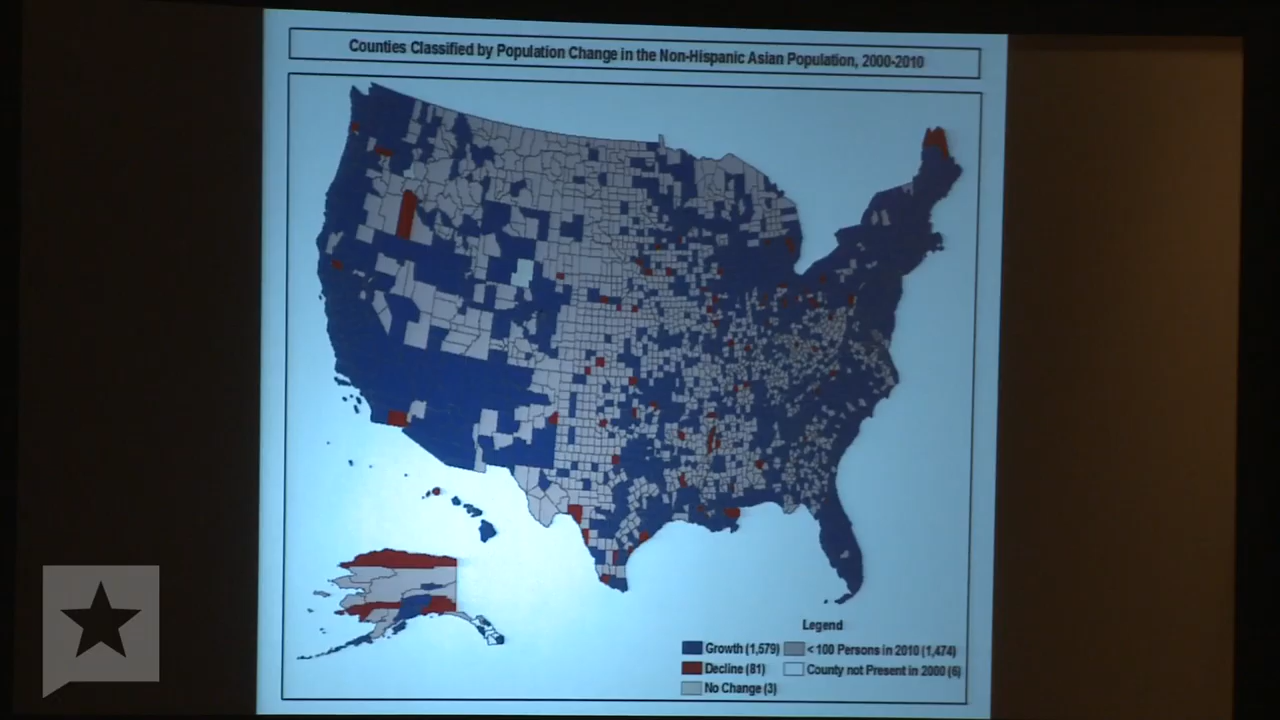 Counties Classified by Population Change in the Non-Hispanic Asian Population, 2000-2010
Legend
Growth (1,579)
< 100 Persons in 2010 (1,474)
Decline (81)
County not Present in 2000 (6)
No Change (3)